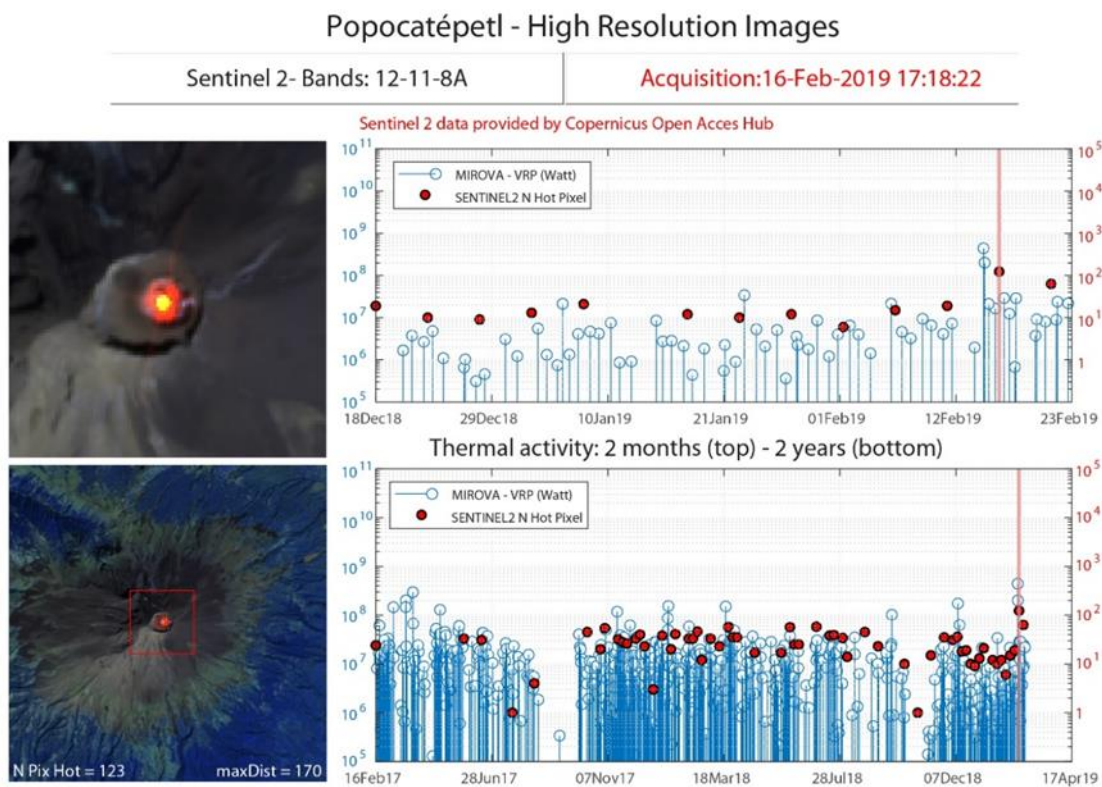 Popocatépetl - High Resolution Images
Sentinel 2- Bands: 12-11-8A
Acquisition:16-Feb-2019 17:18:22
Sentinel 2 data provided by Copernicus Open Acces Hub
10^11
10^10
10^9
10^8
10^7
10^6
10^5
MIROVA - VRP (Watt)
SENTINEL2 N Hot Pixel
10^5
10^4
10^3
10^2
10^1
1
18Dec18 29Dec18 10Jan19 21Jan19 01Feb19 12Feb19 23Feb19
Thermal activity: 2 months (top) - 2 years (bottom)
10^11
10^10
10^9
10^8
10^7
10^6
10^5
MIROVA - VRP (Watt)
SENTINEL2 N Hot Pixel
10^5
10^4
10^3
10^2
10^1
1
16Feb17 28Jun17 07Nov17 18Mar18 28Jul18 07Dec18 17Apr19
N Pix Hot = 123 maxDist = 170